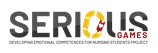 SERIOUS
GAMES
DEVELOPING EMOTIONAL COMPETENCES FOR NURSING STUDENTS PROJECT